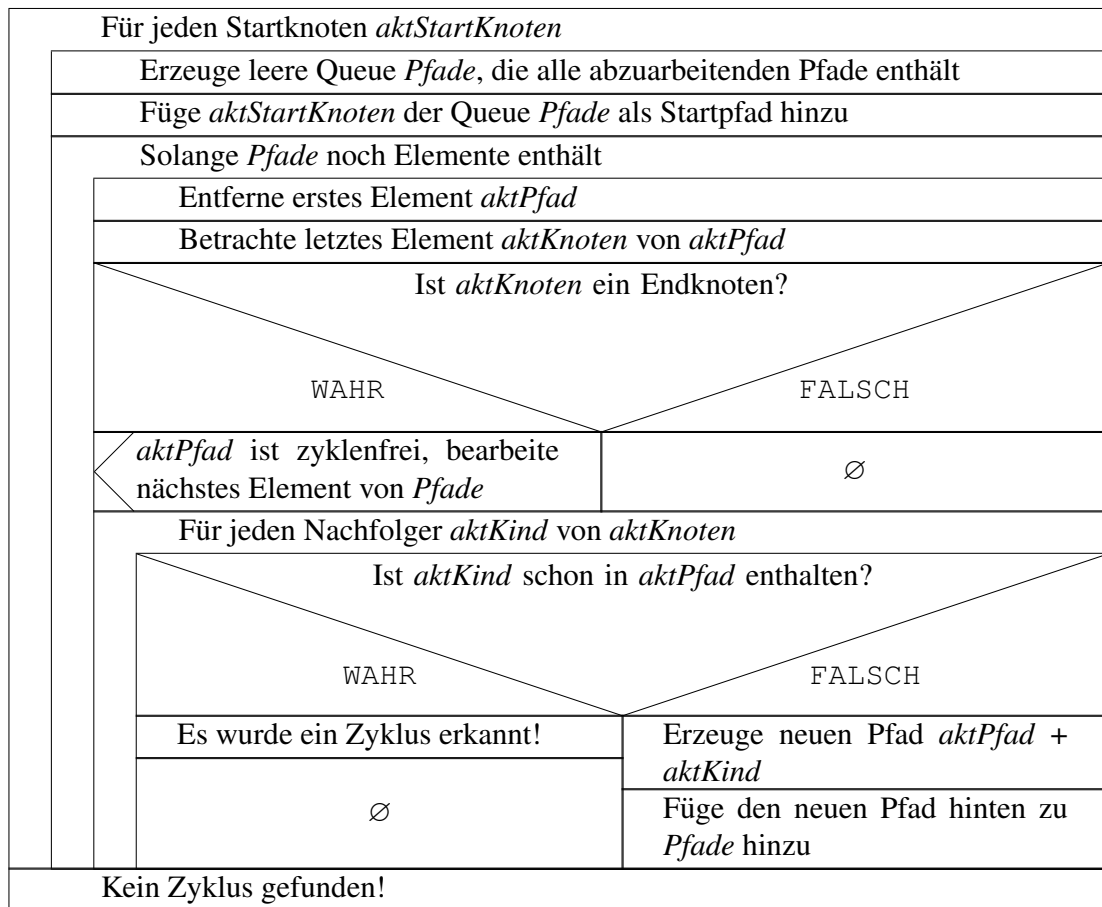 Für jeden Startknoten aktStartKnoten
Erzeuge leere Queue Pfade, die alle abzuarbeitenden Pfade enthält
Füge aktStartKnoten der Queue Pfade als Startpfad hinzu
Solange Pfade noch Elemente enthält
Entferne erstes Element aktPfad
Betrachte letztes Element aktKnoten von aktPfad
Ist aktKnoten ein Endknoten?
WAHR
FALSCH
aktPfad ist zyklenfrei, bearbeite
nächstes Element von Pfade
∅
Für jeden Nachfolger aktKind von aktKnoten
Ist aktKind schon in aktPfad enthalten?
WAHR
FALSCH
Es wurde ein Zyklus erkannt!
∅
Erzeuge neuen Pfad aktPfad +
aktKind
Füge den neuen Pfad hinten zu
Pfade hinzu
Kein Zyklus gefunden!